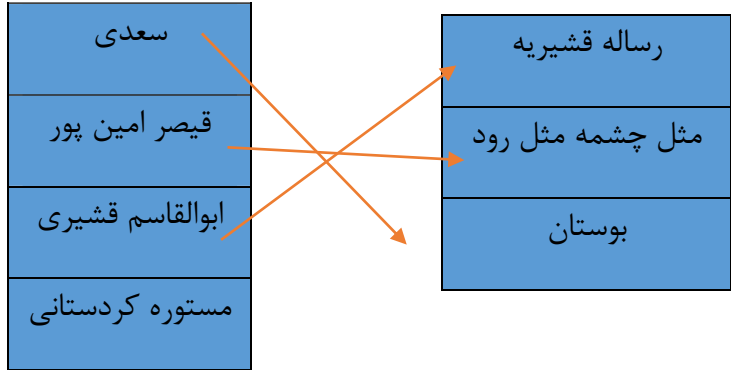 رساله قشیریه
مثل چشمه مثل رود
بوستان
سعدی
قیصر امین پور
ابوالقاسم قشیری
مستوره کردستانی